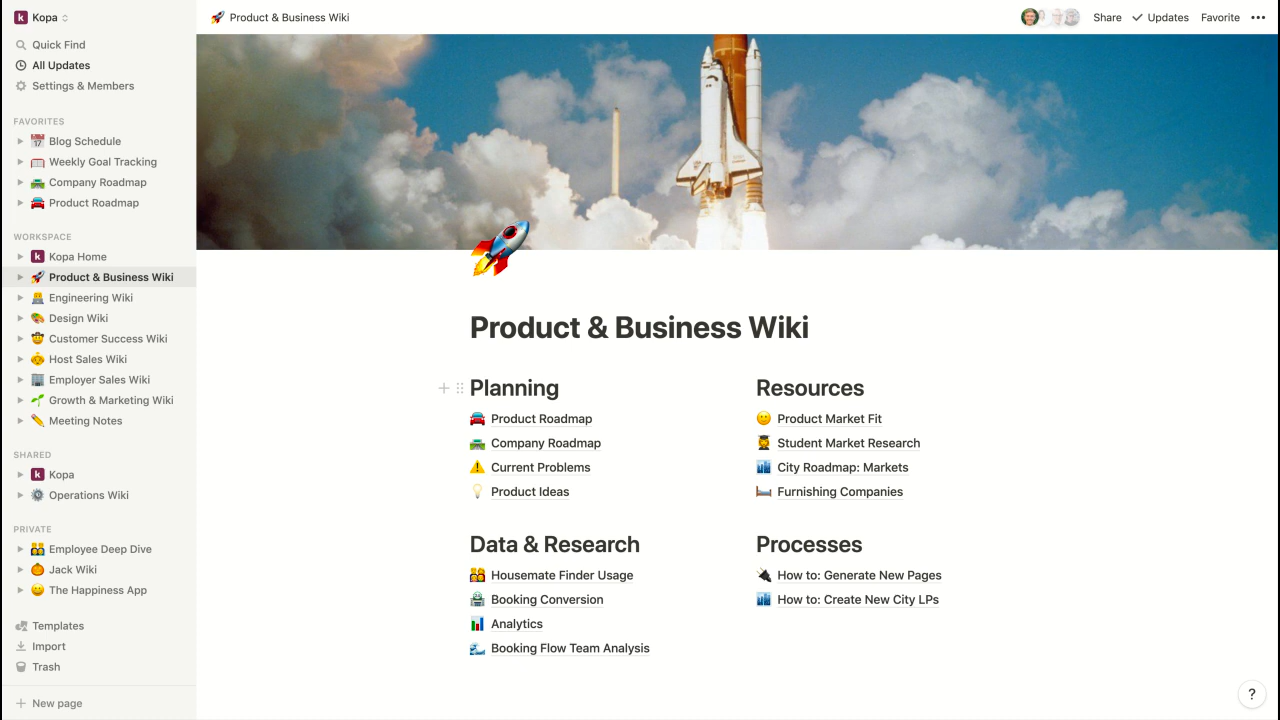 k Kopa
Quick Find
All Updates
Settings & Members
FAVORITES
Blog Schedule
Weekly Goal Tracking
Company Roadmap
Product Roadmap
WORKSPACE
k Kopa Home
Product & Business Wiki
Engineering Wiki
Design Wiki
Customer Success Wiki
Host Sales Wiki
Employer Sales Wiki
Growth & Marketing Wiki
Meeting Notes
SHARED
k Kopa
Operations Wiki
PRIVATE
Employee Deep Dive
Jack Wiki
The Happiness App
Templates
Import
Trash
New page
Product & Business Wiki
Share Updates Favorite
Product & Business Wiki
Planning
Product Roadmap
Company Roadmap
Current Problems
Product Ideas
Resources
Product Market Fit
Student Market Research
City Roadmap: Markets
Furnishing Companies
Data & Research
Housemate Finder Usage
Booking Conversion
Analytics
Booking Flow Team Analysis
Processes
How to: Generate New Pages
How to: Create New City LPs
?